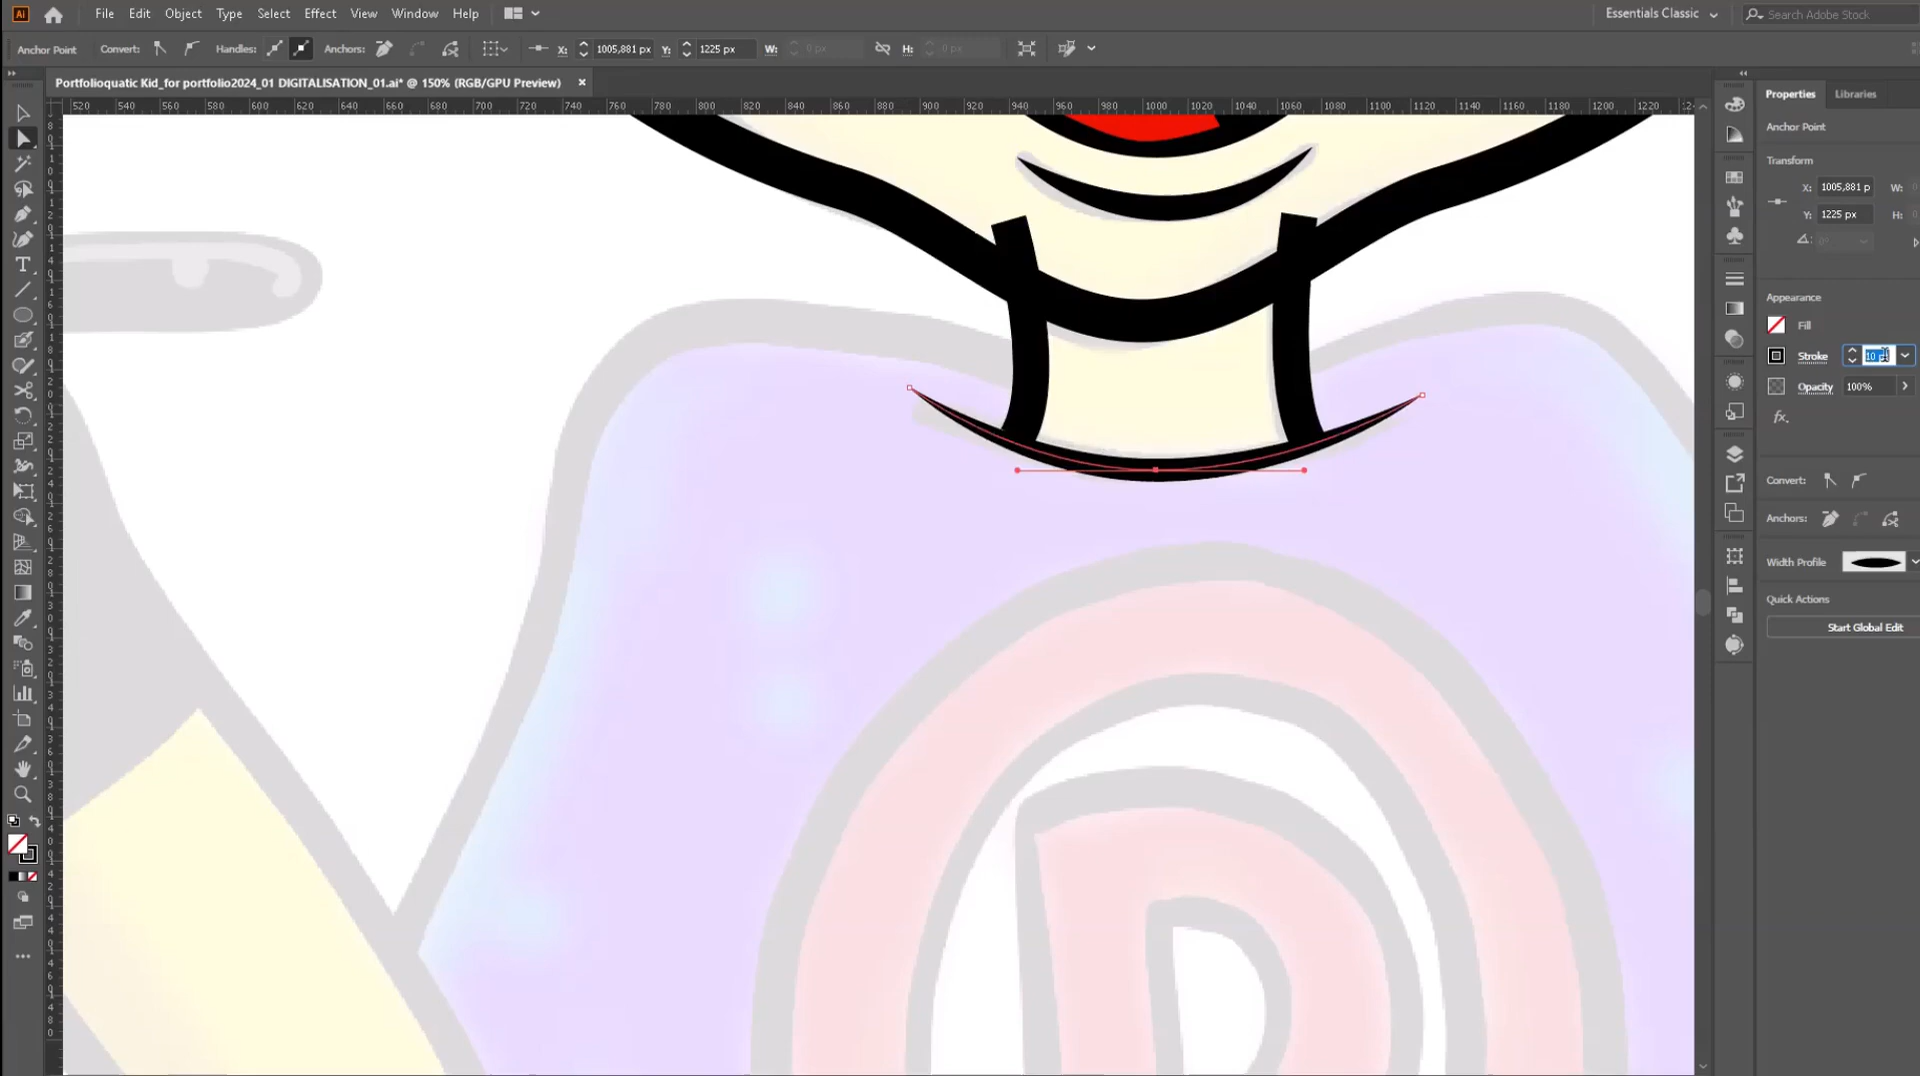 Ai File Edit Object Type Select Effect View Window Help Essentials Classic Search Adobe Stock
Anchor Point Convert: Handles: Anchors: X: 1005,881 px Y: 1225 px W: 0 px H: 0 px
Portfolioquatic Kid_for portfolio2024_01 DIGITALISATION_01.ai* @ 150% (RGB/GPU Preview) ×
520 540 560 580 600 620 640 660 680 700 720 740 760 780 800 820 840 860 880 900 920 940 960 980 1000 1020 1040 1060 1080 1100 1120 1140 1160 1180 1200 1220
Properties Libraries
Anchor Point
Transform
X: 1005,881 p W:
Y: 1225 px H:
Appearance
Fill
Stroke
Opacity 100%
fx.
Convert:
Anchors:
Width Profile
Quick Actions
Start Global Edit